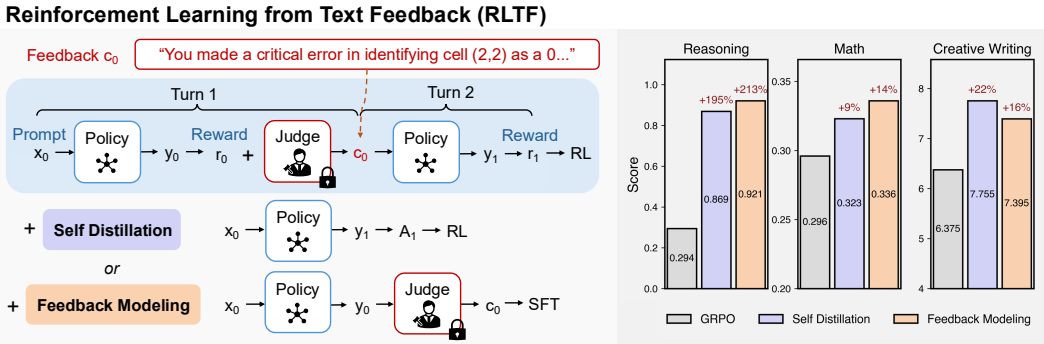 Reinforcement Learning from Text Feedback (RLTF)
Feedback c0
“You made a critical error in identifying cell (2,2) as a 0...”
Turn 1
Turn 2
Prompt
Policy
Reward
Judge
Policy
Reward
x0
y0
r0
+
c0
y1
r1
RL
+
Self Distillation
x0
Policy
y1
A1
RL
or
+
Feedback Modeling
x0
Policy
y0
Judge
c0
SFT
Reasoning
Score
1.0
0.8
0.6
0.4
0.2
0.0
+195%
+213%
0.294
0.869
0.921
Math
0.35
0.30
0.25
0.20
+9%
+14%
0.296
0.323
0.336
Creative Writing
8
7
6
5
4
+22%
+16%
6.375
7.755
7.395
GRPO
Self Distillation
Feedback Modeling